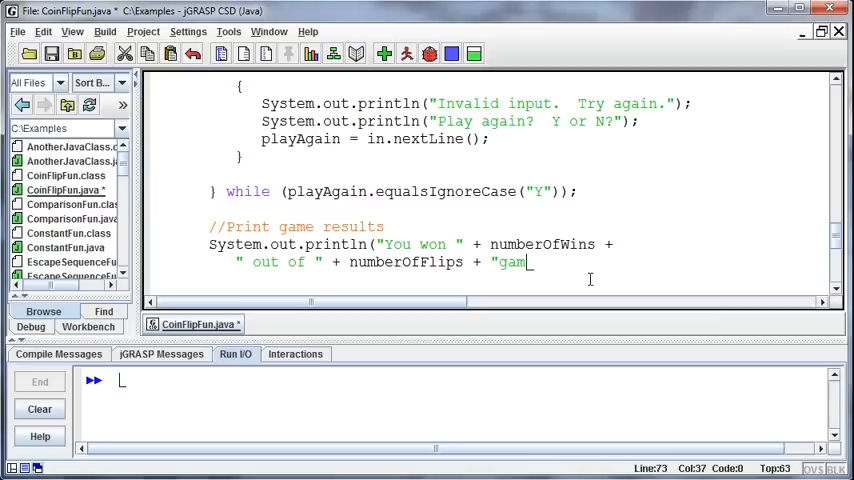 File: CoinFlipFun.java *  C:\Examples - jGRASP CSD (Java)
File Edit View Build Project Settings Tools Window Help
All Files Sort B...
C:\Examples
AnotherJavaClass.c
AnotherJavaClass.ja
CoinFlipFun.class
CoinFlipFun.java *
ComparisonFun.clas
ComparisonFun.java
ConstantFun.class
ConstantFun.java
EscapeSequenceFu
EscapeSequenceFu
Browse Find
Debug Workbench
{
System.out.println("Invalid input.  Try again.");
System.out.println("Play again?  Y or N?");
playAgain = in.nextLine();
}
} while (playAgain.equalsIgnoreCase("Y"));
//Print game results
System.out.println("You won " + numberOfWins +
" out of " + numberOfFlips + "gam
CoinFlipFun.java *
Compile Messages jGRASP Messages Run I/O Interactions
End
Clear
Help
Line:73 Col:37 Code:0 Top:63 OVS BLK